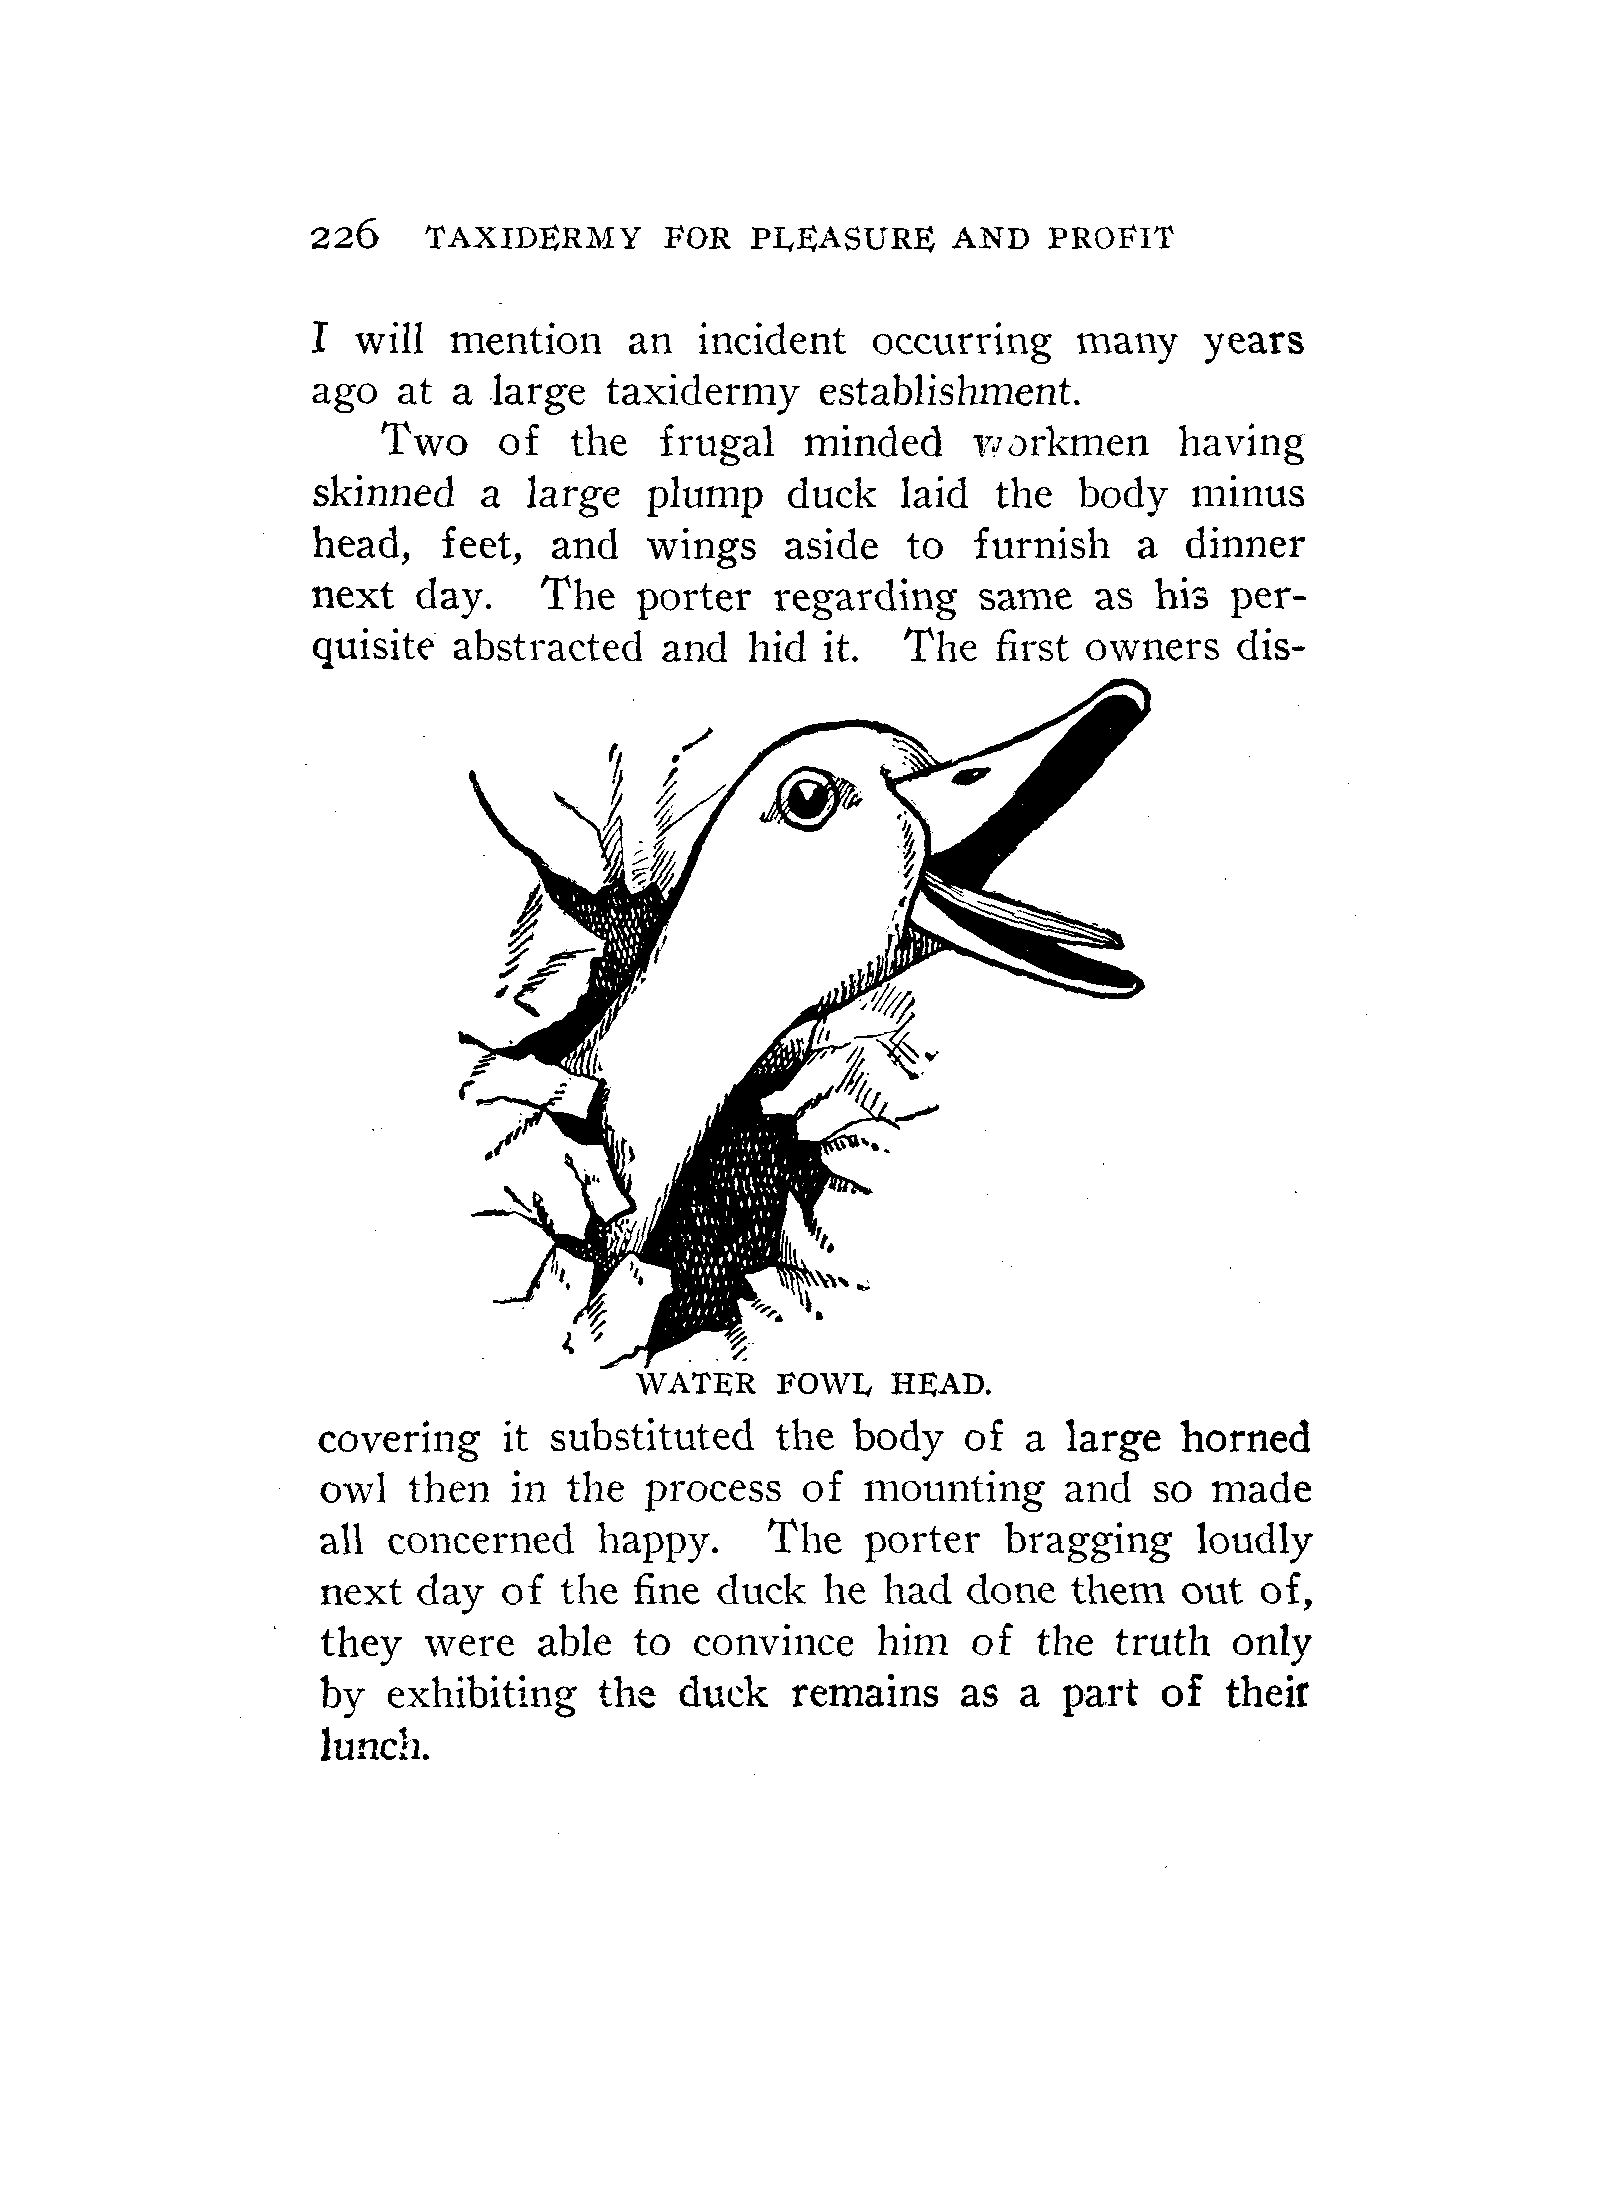 226 TAXIDERMY FOR PLEASURE AND PROFIT
I will mention an incident occurring many years
ago at a large taxidermy establishment.
Two of the frugal minded workmen having
skinned a large plump duck laid the body minus
head, feet, and wings aside to furnish a dinner
next day. The porter regarding same as his per-
quisite abstracted and hid it. The first owners dis-
WATER FOWL HEAD.
covering it substituted the body of a large horned
owl then in the process of mounting and so made
all concerned happy. The porter bragging loudly
next day of the fine duck he had done them out of,
they were able to convince him of the truth only
by exhibiting the duck remains as a part of their
lunch.